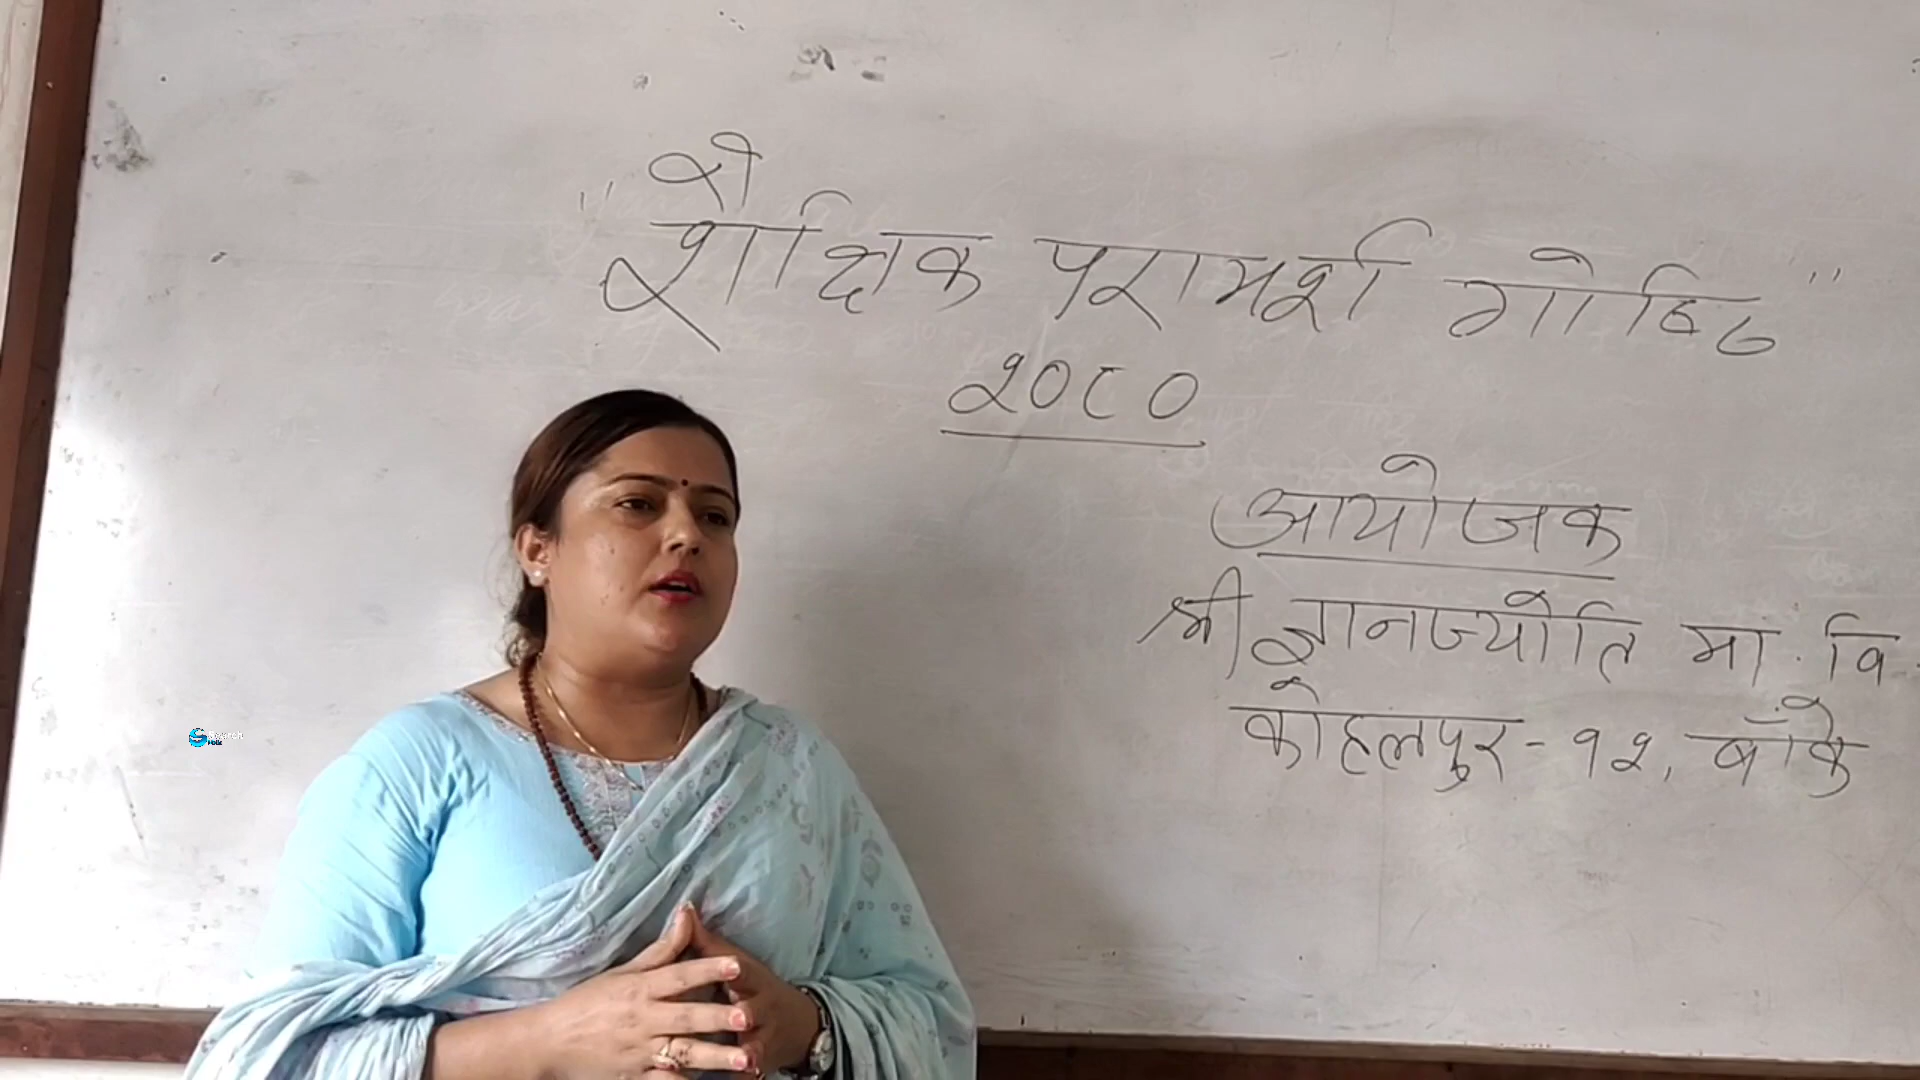 "शैक्षिक परामर्श गोष्ठि"
२०८०
(आयोजक
श्री ज्ञानज्योति मा. वि.
कोहलपुर - १२, बाँके